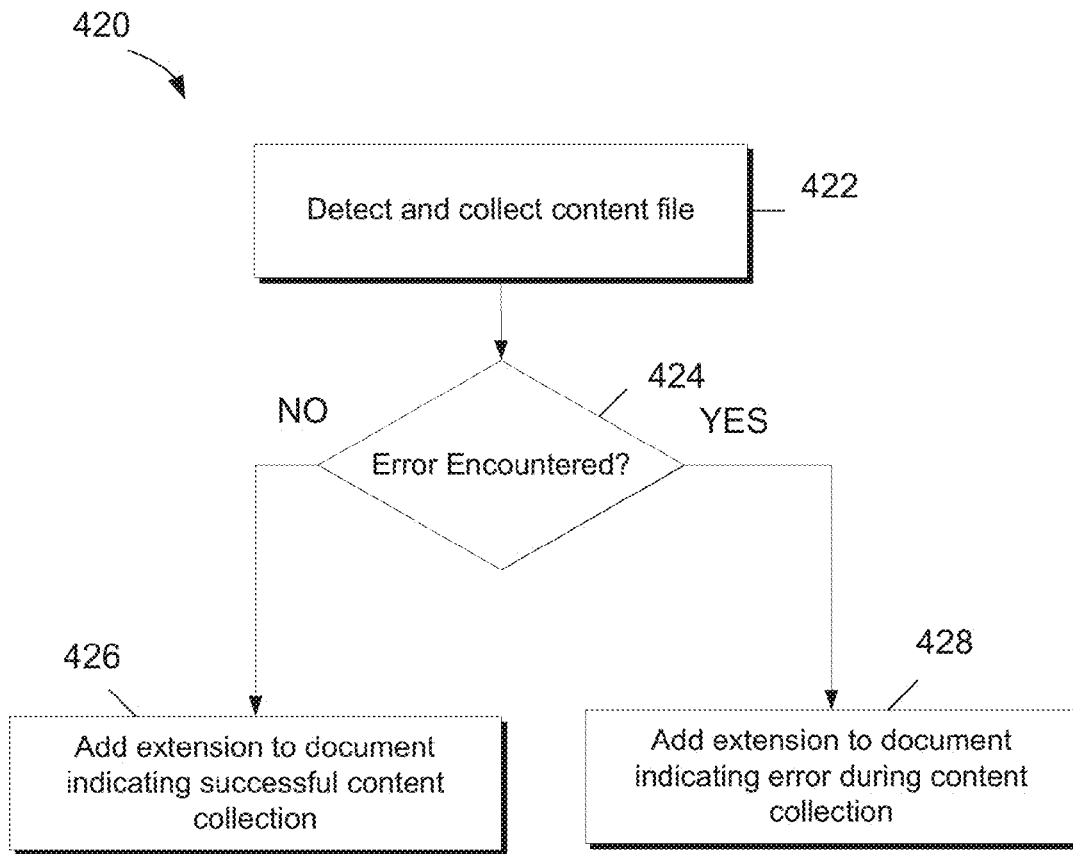 420
Detect and collect content file
422
424
NO
YES
Error Encountered?
426
428
Add extension to document
indicating successful content
collection
Add extension to document
indicating error during content
collection